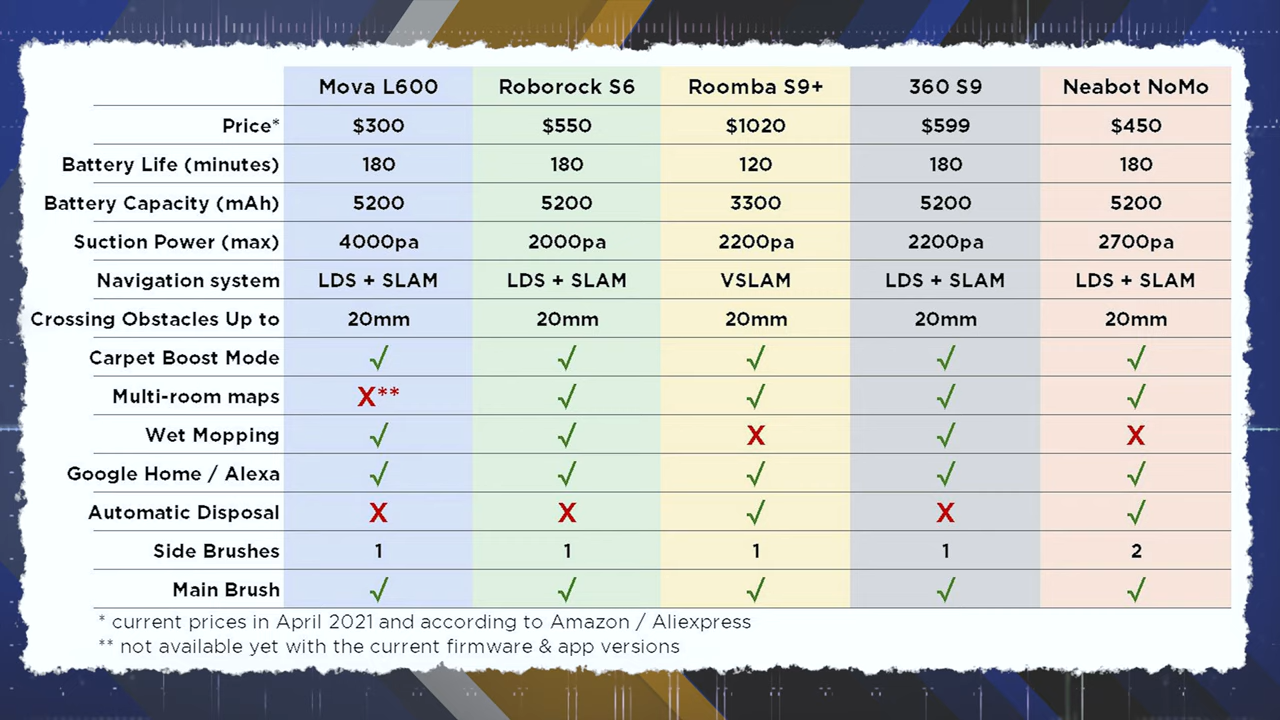 Mova L600 Roborock S6 Roomba S9+ 360 S9 Neabot NoMo
Price* $300 $550 $1020 $599 $450
Battery Life (minutes) 180 180 120 180 180
Battery Capacity (mAh) 5200 5200 3300 5200 5200
Suction Power (max) 4000pa 2000pa 2200pa 2200pa 2700pa
Navigation system LDS + SLAM LDS + SLAM VSLAM LDS + SLAM LDS + SLAM
Crossing Obstacles Up to 20mm 20mm 20mm 20mm 20mm
Carpet Boost Mode √ √ √ √ √
Multi-room maps X** √ √ √ √
Wet Mopping √ √ X √ X
Google Home / Alexa √ √ √ √ √
Automatic Disposal X X √ X √
Side Brushes 1 1 1 1 2
Main Brush √ √ √ √ √
* current prices in April 2021 and according to Amazon / Aliexpress
** not available yet with the current firmware & app versions